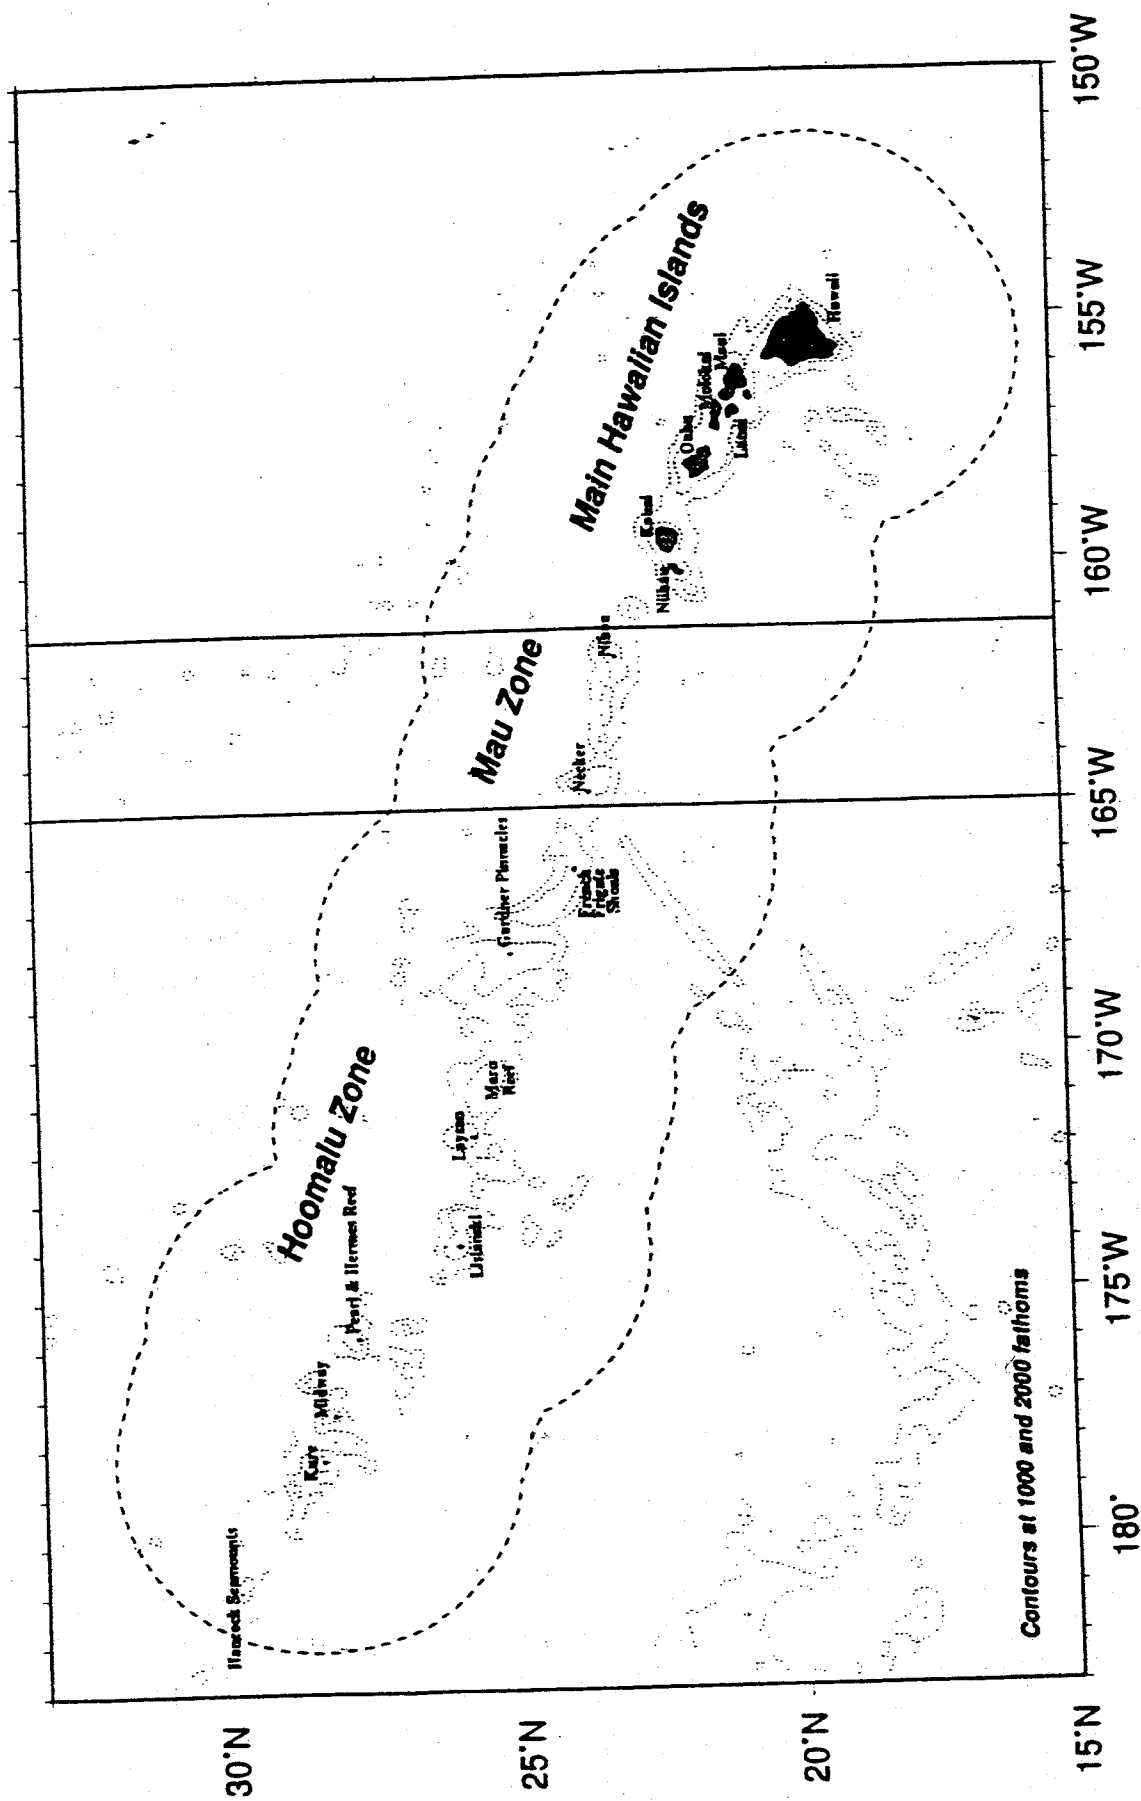 Hancock Seamounts
Kure
Midway
Pearl & Hermes Reef
Hoomalu Zone
Lisianski
Laysan
Maro
Reef
Gardner Pinnacles
French
Frigate
Shoals
Mau Zone
Necker
Nihoa
Main Hawaiian Islands
Niihau
Kauai
Oahu
Molokai
Maui
Lanai
Hawaii
Contours at 1000 and 2000 fathoms
30°N
25°N
20°N
15°N
180°
175°W
170°W
165°W
160°W
155°W
150°W